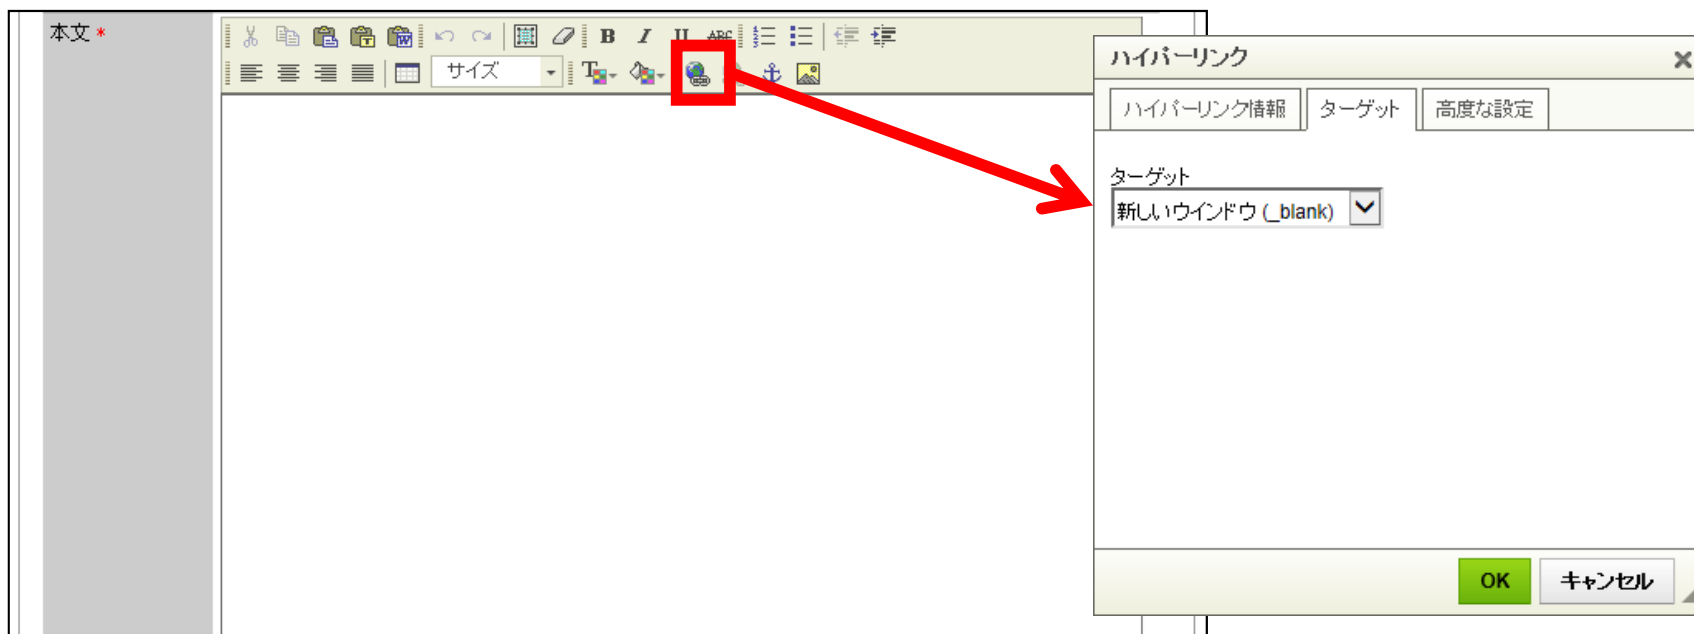 本文 *
B I U ABC
サイズ
ハイパーリンク
ハイパーリンク情報 ターゲット 高度な設定
ターゲット
新しいウインドウ (_blank)
OK キャンセル